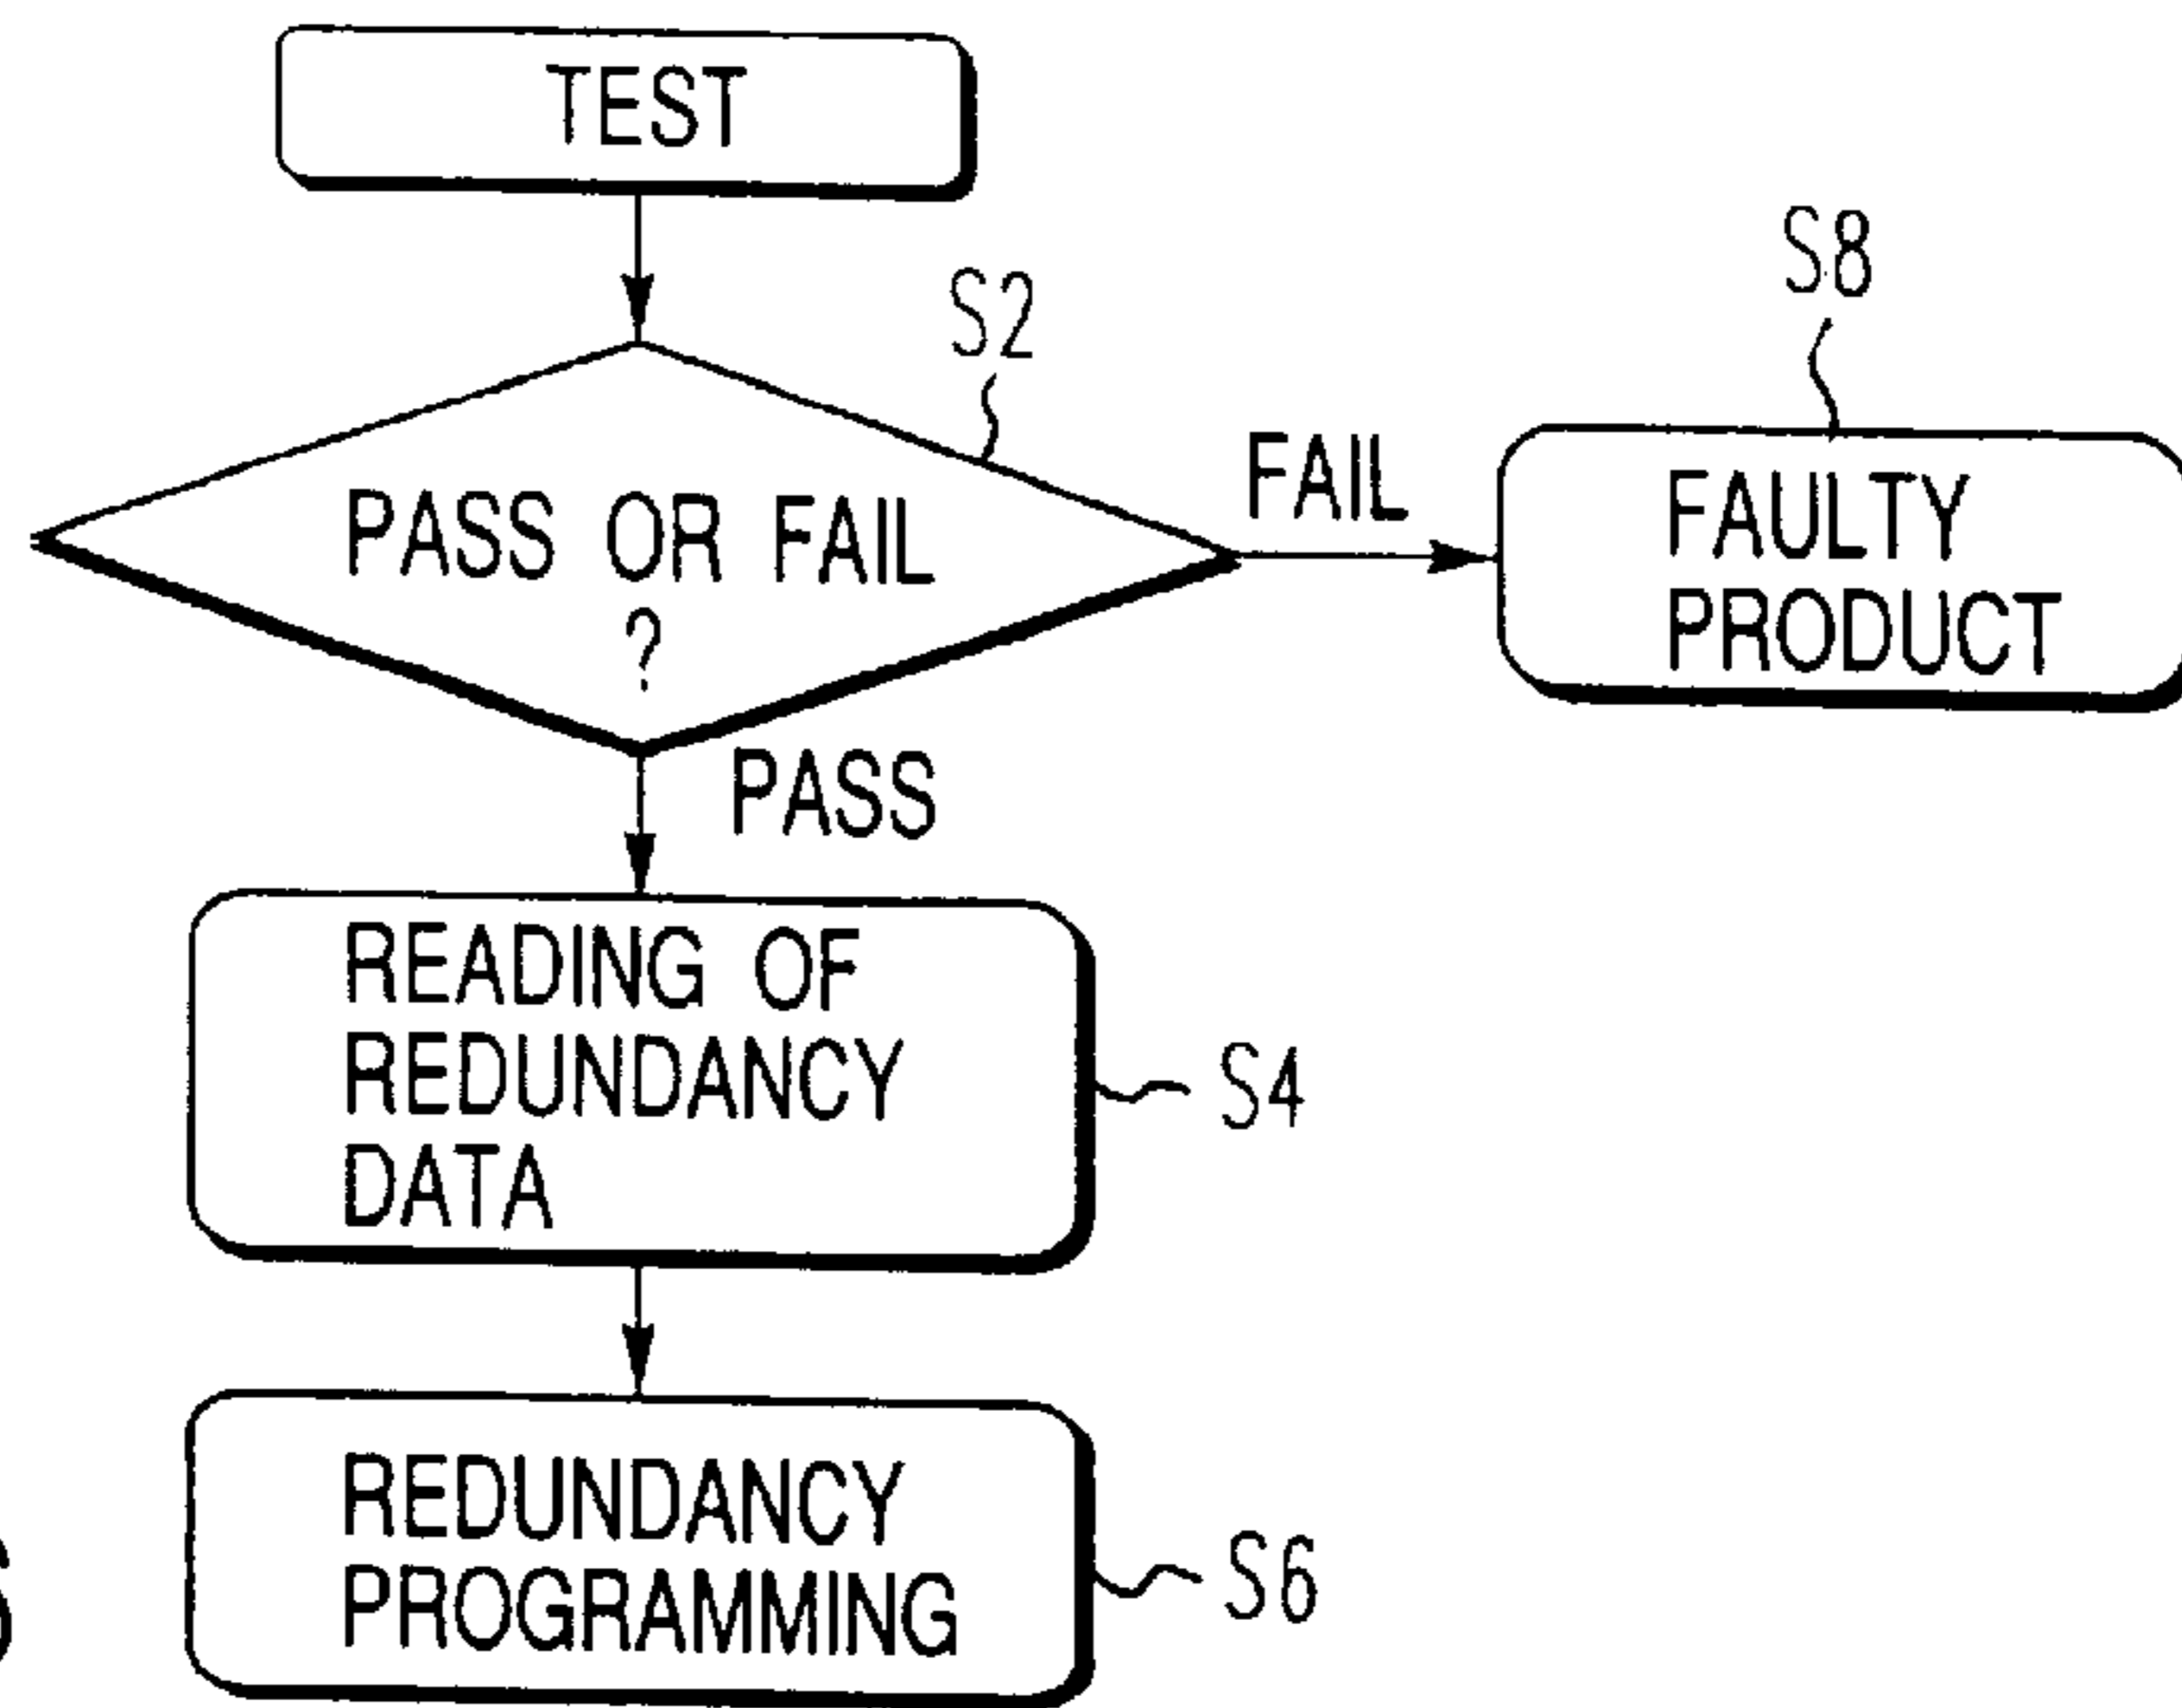 TEST
S2
S8
PASS OR FAIL
?
FAIL
FAULTY
PRODUCT
PASS
READING OF
REDUNDANCY
DATA
S4
REDUNDANCY
PROGRAMMING
S6